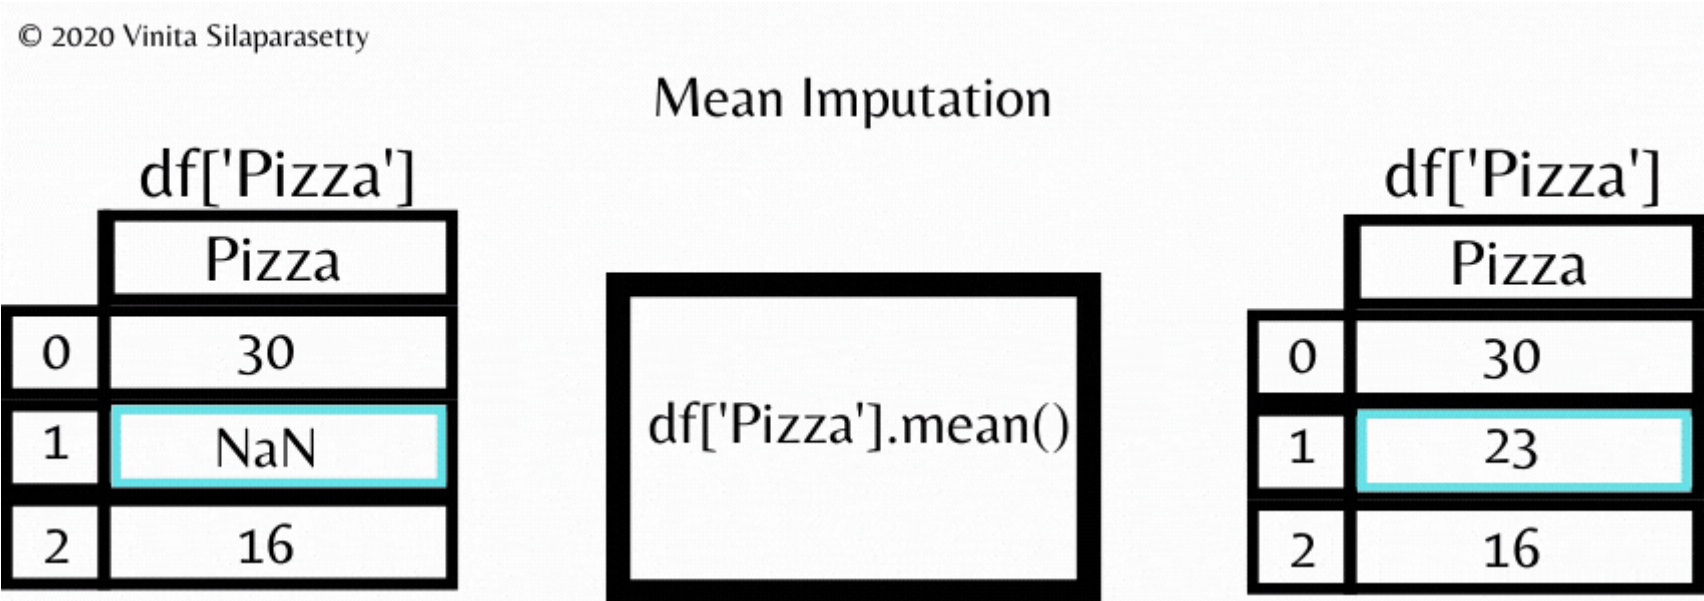 © 2020 Vinita Silaparasetty
Mean Imputation
df['Pizza']
Pizza
0 30
1 NaN
2 16
df['Pizza'].mean()
df['Pizza']
Pizza
0 30
1 23
2 16